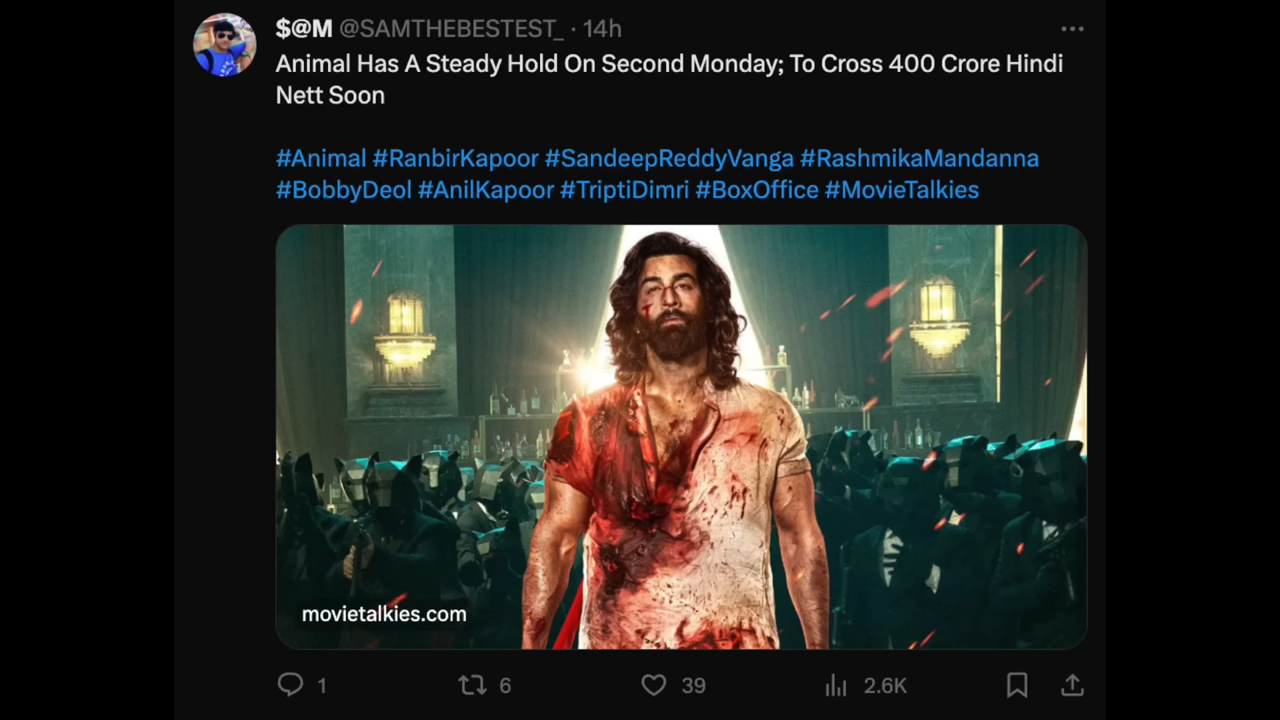 $@M @SAMTHEBESTEST_ · 14h
Animal Has A Steady Hold On Second Monday; To Cross 400 Crore Hindi
Nett Soon
#Animal #RanbirKapoor #SandeepReddyVanga #RashmikaMandanna
#BobbyDeol #AnilKapoor #TriptiDimri #BoxOffice #MovieTalkies
movietalkies.com
1 6 39 2.6K